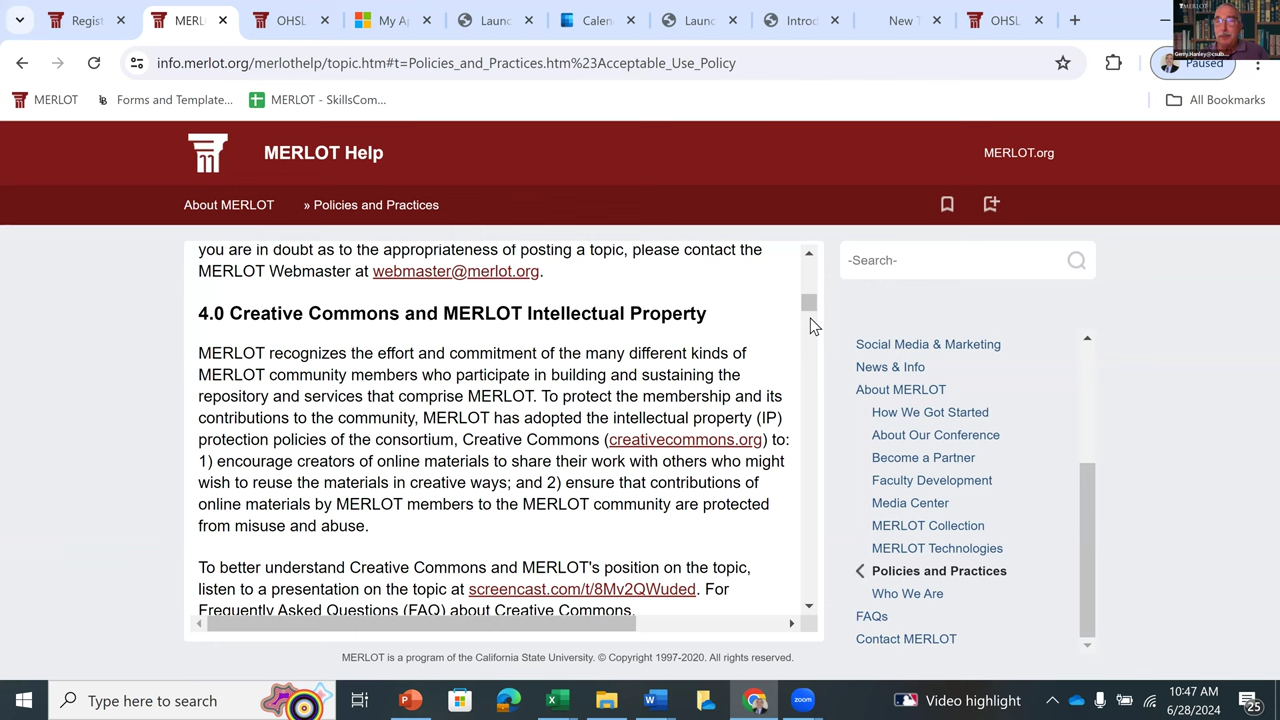 Regist
MERL
OHSL
My Ap
Launc
Calen
Launc
Introd
New T
OHSL
MERLOT
info.merlot.org/merlothelp/topic.htm#t=Policies_and_Practices.htm%23Acceptable_Use_Policy
Paused
MERLOT
Forms and Template...
MERLOT - SkillsCom...
All Bookmarks
MERLOT Help
MERLOT.org
About MERLOT
» Policies and Practices
you are in doubt as to the appropriateness of posting a topic, please contact the
MERLOT Webmaster at webmaster@merlot.org.
4.0 Creative Commons and MERLOT Intellectual Property
MERLOT recognizes the effort and commitment of the many different kinds of
MERLOT community members who participate in building and sustaining the
repository and services that comprise MERLOT. To protect the membership and its
contributions to the community, MERLOT has adopted the intellectual property (IP)
protection policies of the consortium, Creative Commons (creativecommons.org) to:
1) encourage creators of online materials to share their work with others who might
wish to reuse the materials in creative ways; and 2) ensure that contributions of
online materials by MERLOT members to the MERLOT community are protected
from misuse and abuse.
To better understand Creative Commons and MERLOT's position on the topic,
listen to a presentation on the topic at screencast.com/t/8Mv2QWuded. For
Frequently Asked Questions (FAQ) about Creative Commons,
-Search-
Social Media & Marketing
News & Info
About MERLOT
How We Got Started
About Our Conference
Become a Partner
Faculty Development
Media Center
MERLOT Collection
MERLOT Technologies
Policies and Practices
Who We Are
FAQs
Contact MERLOT
MERLOT is a program of the California State University. © Copyright 1997-2020. All rights reserved.
Type here to search
Video highlight
10:47 AM
6/28/2024
25